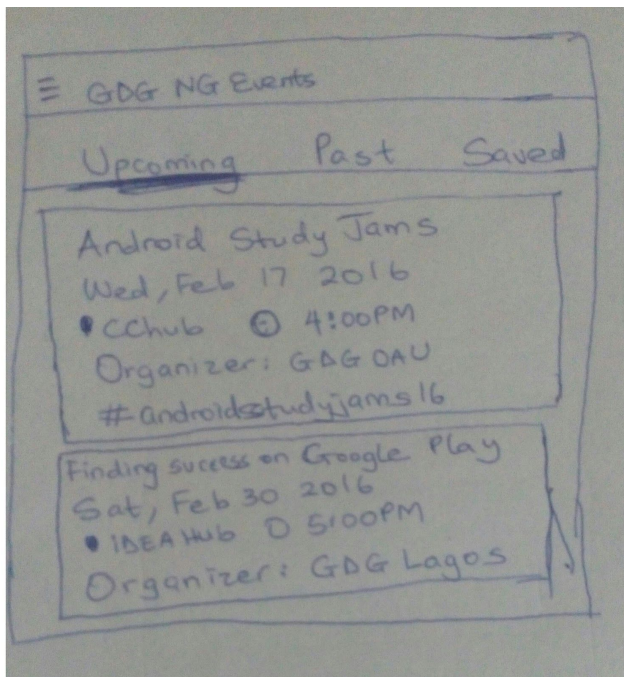 GDG NG Events
Upcoming Past Saved
Android Study Jams
Wed, Feb 17 2016
CChub 4:00PM
Organizer: GDG OAU
#androidstudyjams16
Finding success on Google Play
Sat, Feb 30 2016
IDEA Hub 5:00PM
Organizer: GDG Lagos